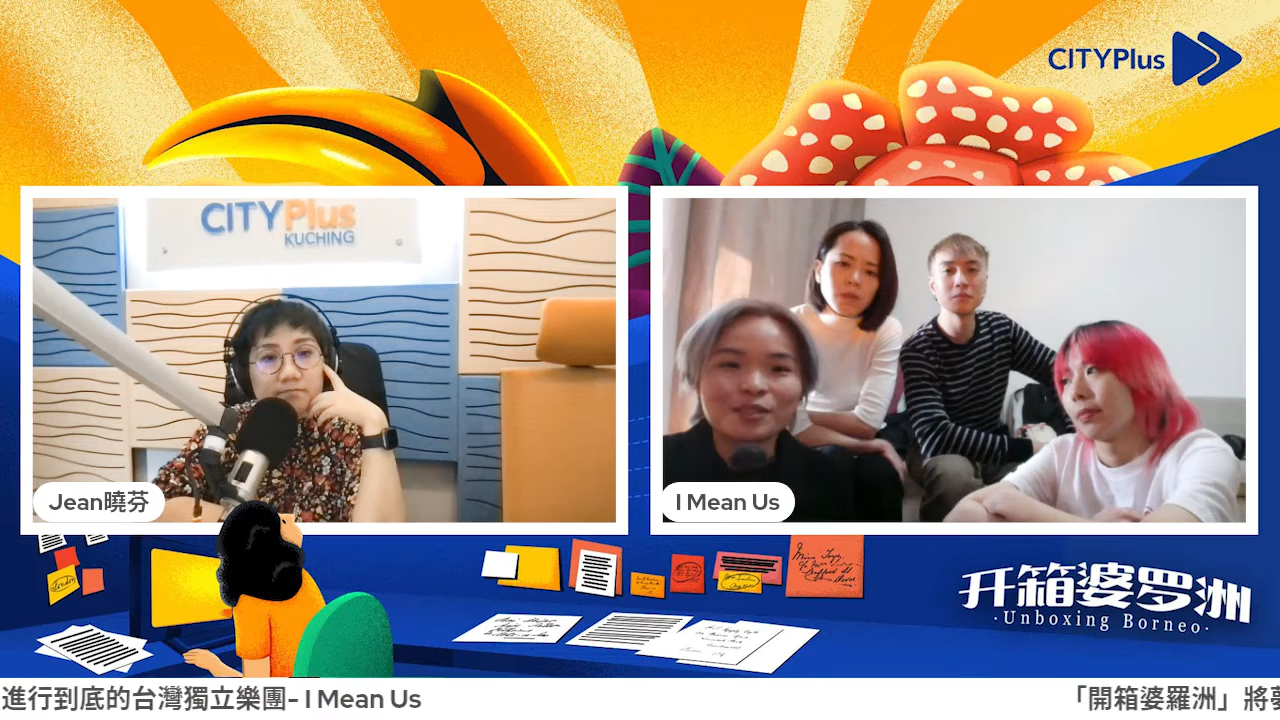 CITYPlus
CITYPlus
KUCHING
Jean曉芬
I Mean Us
开箱婆罗洲
·Unboxing Borneo·
進行到底的台灣獨立樂團- I Mean Us
「開箱婆羅洲」將